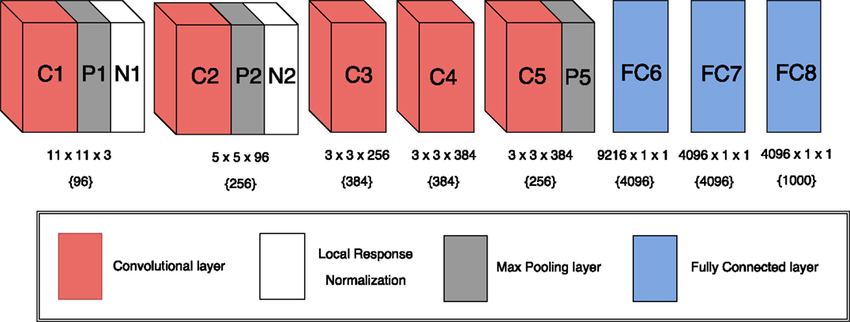 C1 P1 N1 C2 P2 N2 C3 C4 C5 P5 FC6 FC7 FC8
11 x 11 x 3 5 x 5 x 96 3 x 3 x 256 3 x 3 x 384 3 x 3 x 384 9216 x 1 x 1 4096 x 1 x 1 4096 x 1 x 1
{96} {256} {384} {384} {256} {4096} {4096} {1000}
Convolutional layer
Local Response
Normalization
Max Pooling layer
Fully Connected layer